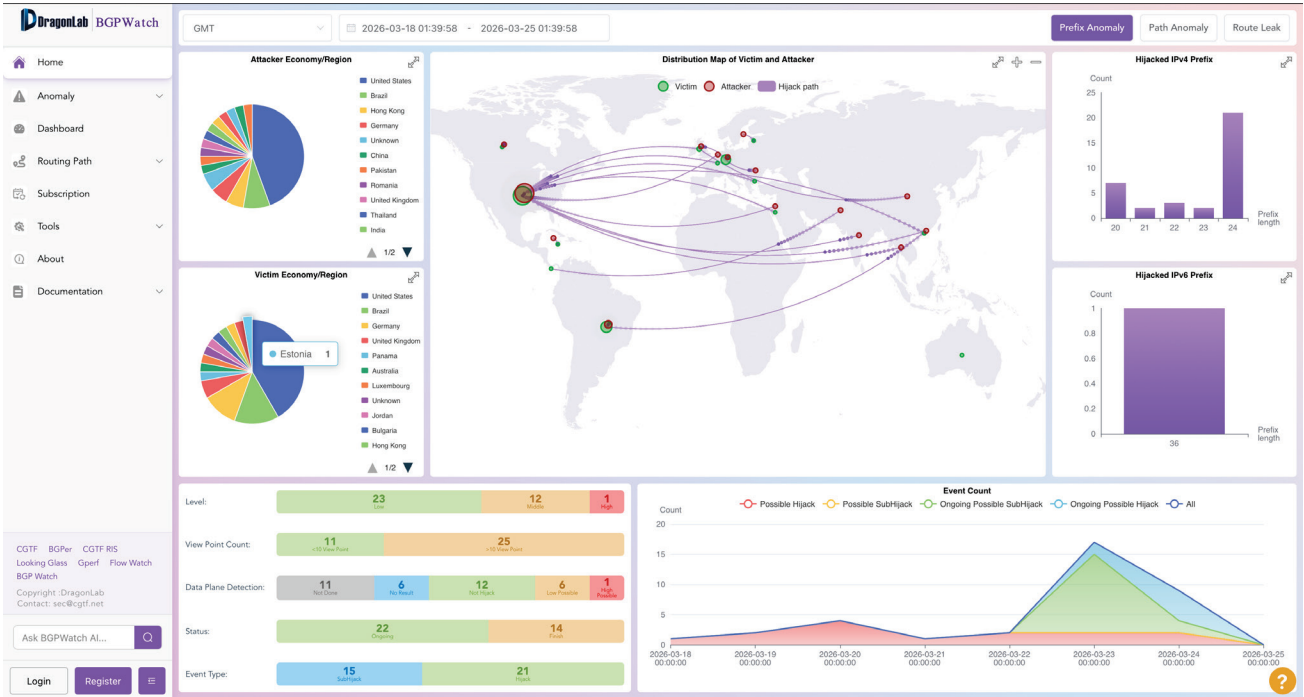 DragonLab BGPWatch
Home
Anomaly
Dashboard
Routing Path
Subscription
Tools
About
Documentation
CGTF BGPer CGTF RIS
Looking Glass Gperf Flow Watch
BGP Watch
Copyright :DragonLab
Contact: sec@cgtf.net
Ask BGPWatch AI...
Login Register
GMT
2026-03-18 01:39:58 - 2026-03-25 01:39:58
Prefix Anomaly Path Anomaly Route Leak
Attacker Economy/Region
United States
Brazil
Hong Kong
Germany
Unknown
China
Pakistan
Romania
United Kingdom
Thailand
India
1/2
Victim Economy/Region
United States
Brazil
Germany
United Kingdom
Panama
Australia
Luxembourg
Unknown
Jordan
Bulgaria
Hong Kong
1/2
Estonia 1
Distribution Map of Victim and Attacker
Victim Attacker Hijack path
Hijacked IPv4 Prefix
Count
25
20
15
10
5
0
20 21 22 23 24
Prefix
length
Hijacked IPv6 Prefix
Count
1
0.8
0.6
0.4
0.2
0
36
Prefix
length
Level:
23
Low
12
Middle
1
High
View Point Count:
11
<10 View Point
25
>10 View Point
Data Plane Detection:
11
Not Done
6
No Result
12
Not Hijack
6
Low Possible
1
High
Possible
Status:
22
Ongoing
14
Finish
Event Type:
15
SubHijack
21
Hijack
Event Count
Possible Hijack Possible SubHijack Ongoing Possible SubHijack Ongoing Possible Hijack All
Count
20
15
10
5
0
2026-03-18 2026-03-19 2026-03-20 2026-03-21 2026-03-22 2026-03-23 2026-03-24 2026-03-25
00:00:00 00:00:00 00:00:00 00:00:00 00:00:00 00:00:00 00:00:00 00:00:00
?